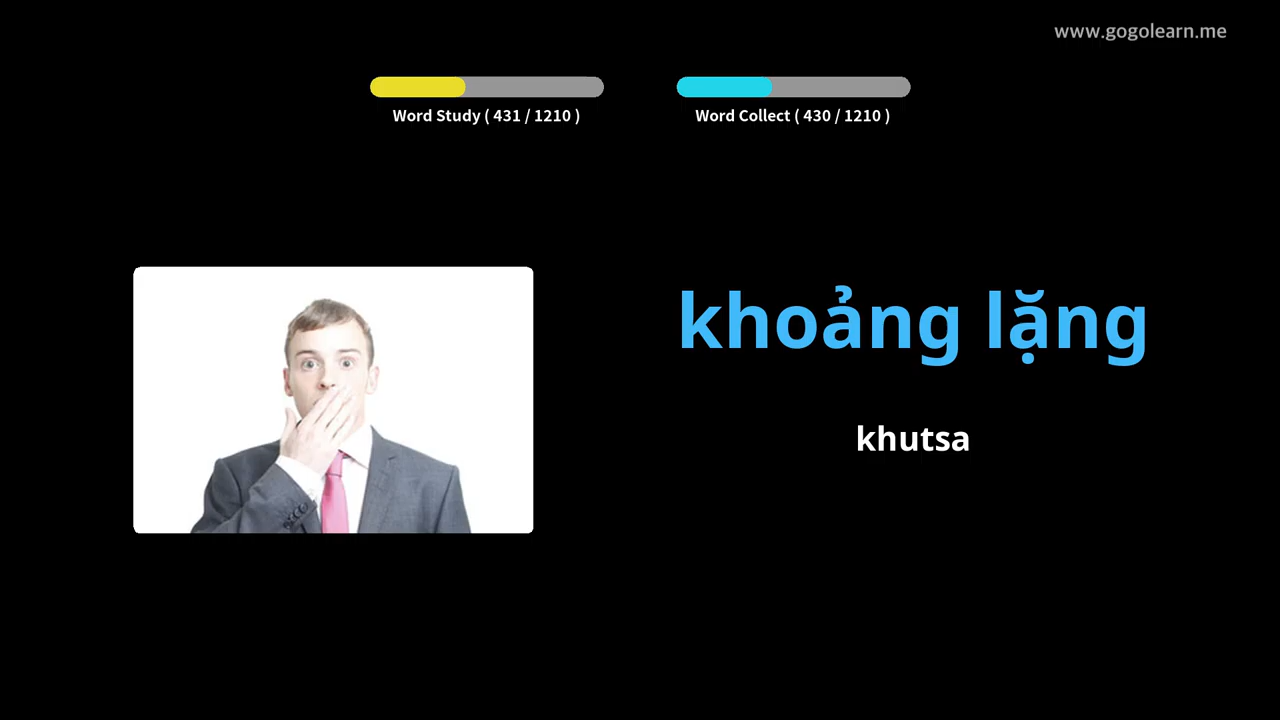 www.gogolearn.me
Word Study ( 431 / 1210 )
Word Collect ( 430 / 1210 )
khoảng lặng
khutsa